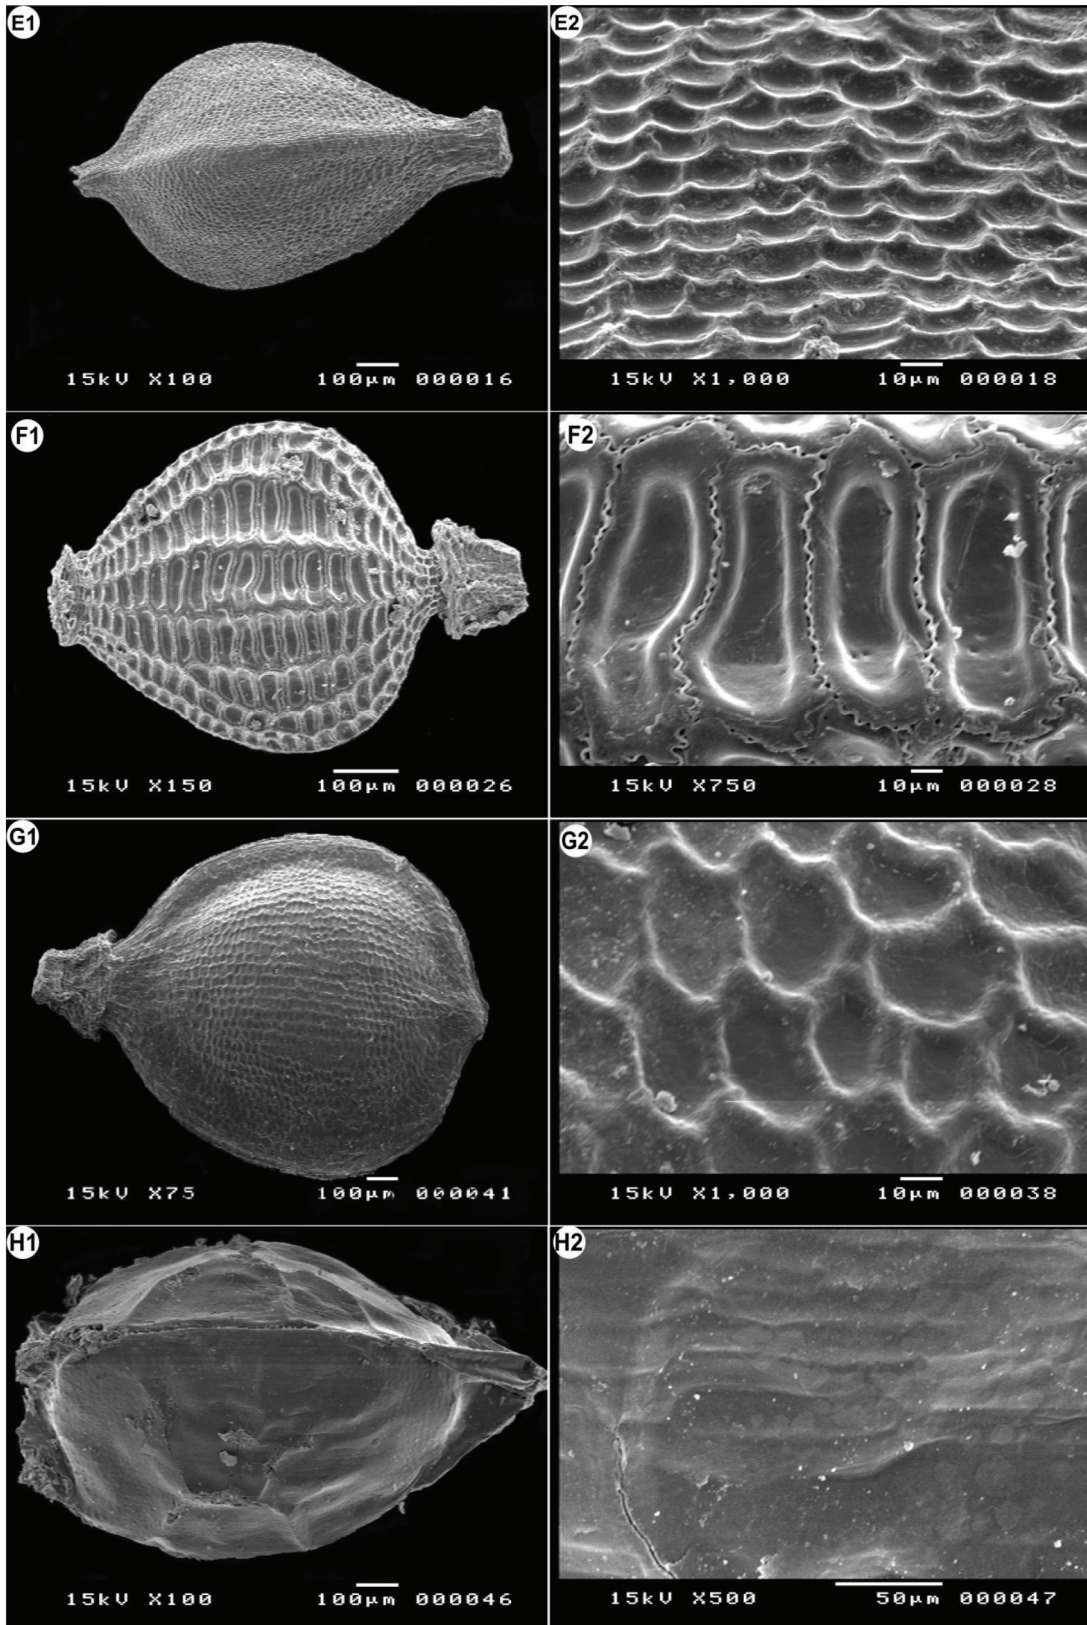 E1
15kV X100 100µm 000016
E2
15kV X1,000 10µm 000018
F1
15kV X150 100µm 000026
F2
15kV X750 10µm 000028
G1
15kV X75 100µm 000041
G2
15kV X1,000 10µm 000038
H1
15kV X100 100µm 000046
H2
15kV X500 50µm 000047